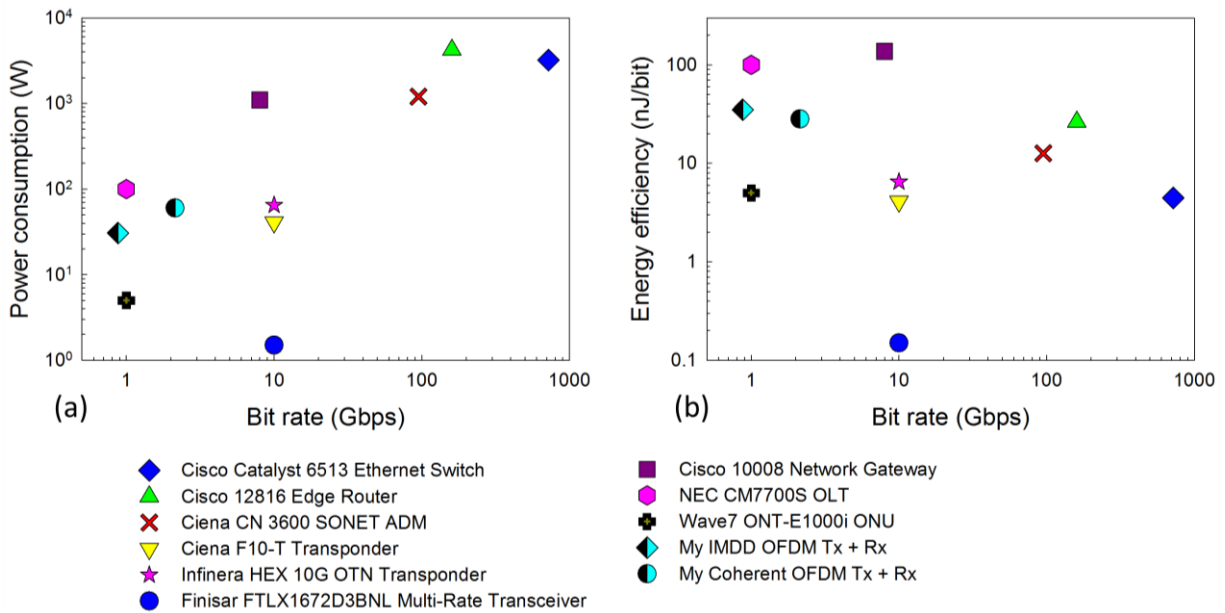 10⁴
10³
10²
10¹
10⁰
Power consumption (W)
1 10 100 1000
Bit rate (Gbps)
(a)
100
10
1
0.1
Energy efficiency (nJ/bit)
1 10 100 1000
Bit rate (Gbps)
(b)
Cisco Catalyst 6513 Ethernet Switch
Cisco 12816 Edge Router
Ciena CN 3600 SONET ADM
Ciena F10-T Transponder
Infinera HEX 10G OTN Transponder
Finisar FTLX1672D3BNL Multi-Rate Transceiver
Cisco 10008 Network Gateway
NEC CM7700S OLT
Wave7 ONT-E1000i ONU
My IMDD OFDM Tx + Rx
My Coherent OFDM Tx + Rx